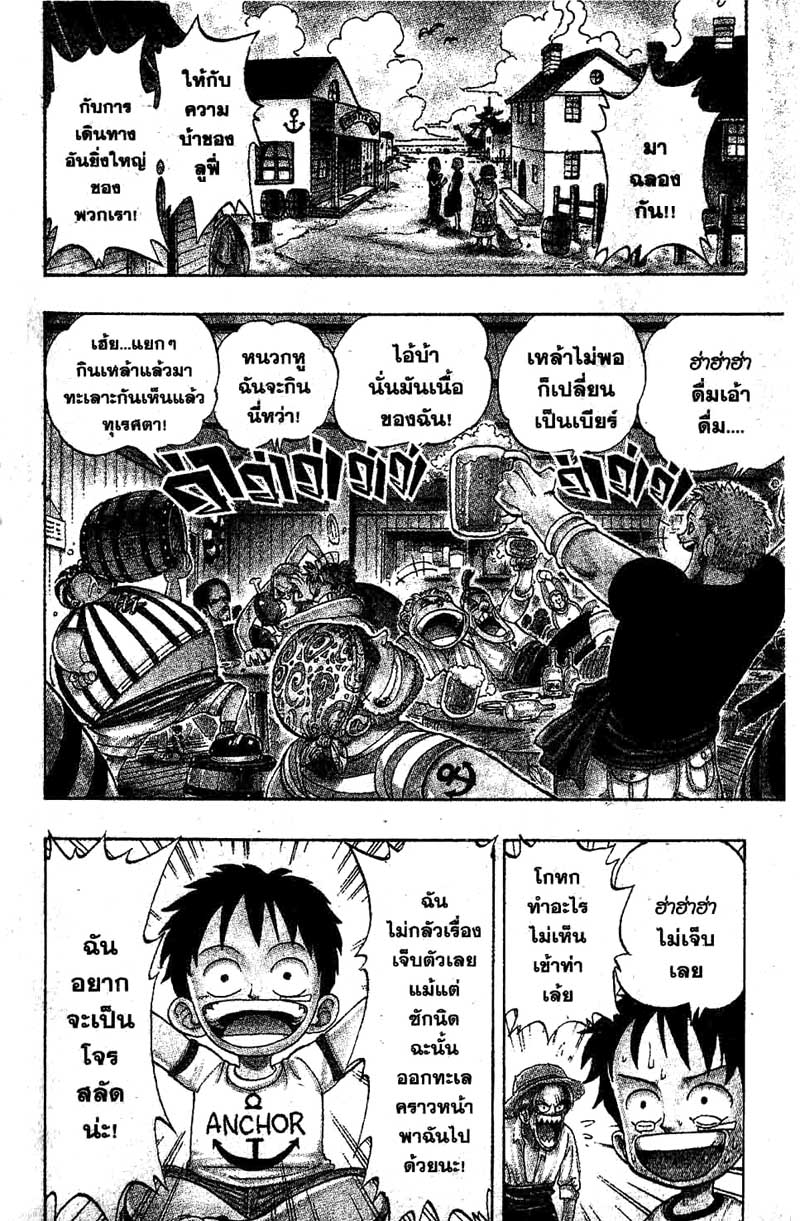 มา
ฉลอง
กัน!!
ให้กับ
ความ
บ้าของ
ลูฟี่
กับการ
เดินทาง
อันยิ่งใหญ่
ของ
พวกเรา!
ฮ่าฮ่าฮ่า
ดื่มเอ้า
ดื่ม....
เหล้าไม่พอ
ก็เปลี่ยน
เป็นเบียร์
ไอ้บ้า
นั่นมันเนื้อ
ของฉัน!
หนวกหู
ฉันจะกิน
นี่หว่า!
เฮ้ย...แยกๆ
กินเหล้าแล้วมา
ทะเลาะกันเห็นแล้ว
ทุเรศตา!
ฮ่าฮ่าฮ่า
ไม่เจ็บ
เลย
โกหก
ทำอะไร
ไม่เห็น
เข้าท่า
เล้ย
ฉัน
ไม่กลัวเรื่อง
เจ็บตัวเลย
แม้แต่
ซักนิด
ฉะนั้น
ออกทะเล
คราวหน้า
พาฉันไป
ด้วยนะ!
ฉัน
อยาก
จะเป็น
โจร
สลัด
น่ะ!
ANCHOR